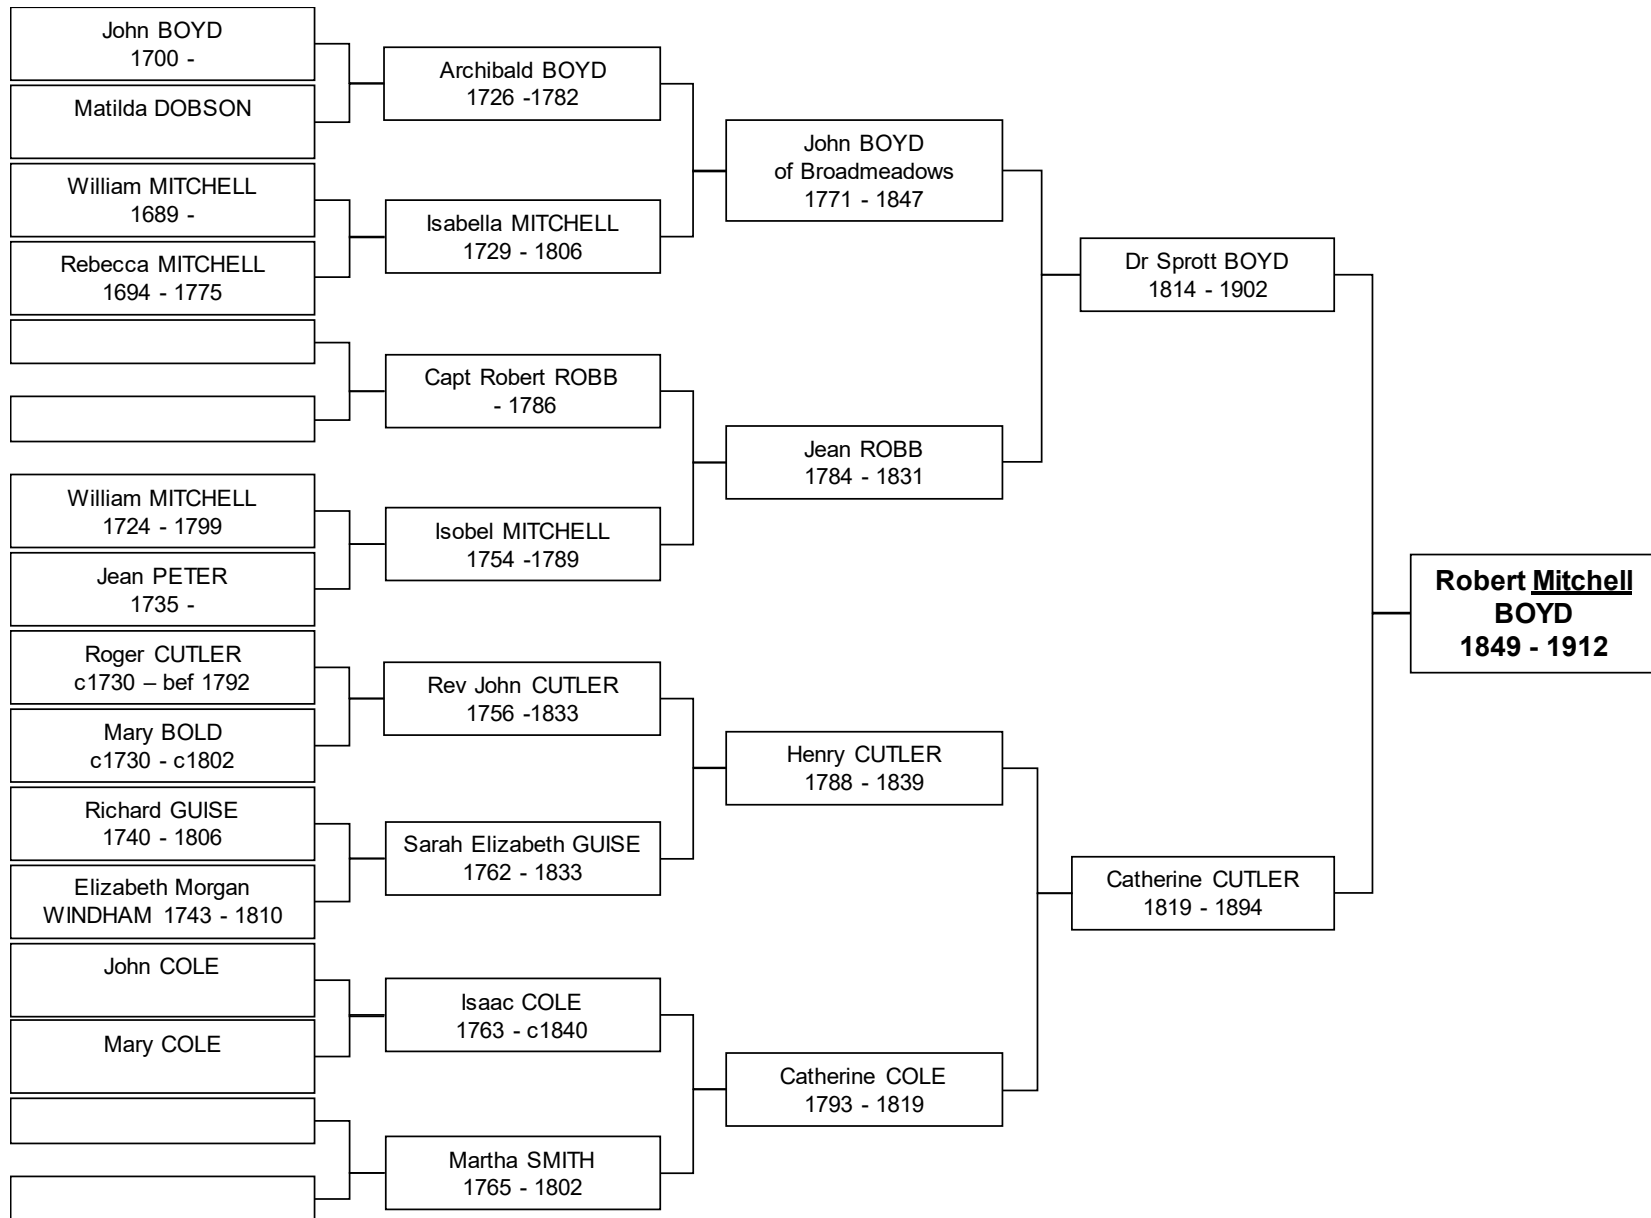 John BOYD
1700 -
Matilda DOBSON
William MITCHELL
1689 -
Rebecca MITCHELL
1694 - 1775
William MITCHELL
1724 - 1799
Jean PETER
1735 -
Roger CUTLER
c1730 – bef 1792
Mary BOLD
c1730 - c1802
Richard GUISE
1740 - 1806
Elizabeth Morgan
WINDHAM 1743 - 1810
John COLE
Mary COLE
Archibald BOYD
1726 -1782
Isabella MITCHELL
1729 - 1806
Capt Robert ROBB
- 1786
Isobel MITCHELL
1754 -1789
Rev John CUTLER
1756 -1833
Sarah Elizabeth GUISE
1762 - 1833
Isaac COLE
1763 - c1840
Martha SMITH
1765 - 1802
John BOYD
of Broadmeadows
1771 - 1847
Jean ROBB
1784 - 1831
Henry CUTLER
1788 - 1839
Catherine COLE
1793 - 1819
Dr Sprott BOYD
1814 - 1902
Catherine CUTLER
1819 - 1894
Robert Mitchell
BOYD
1849 - 1912